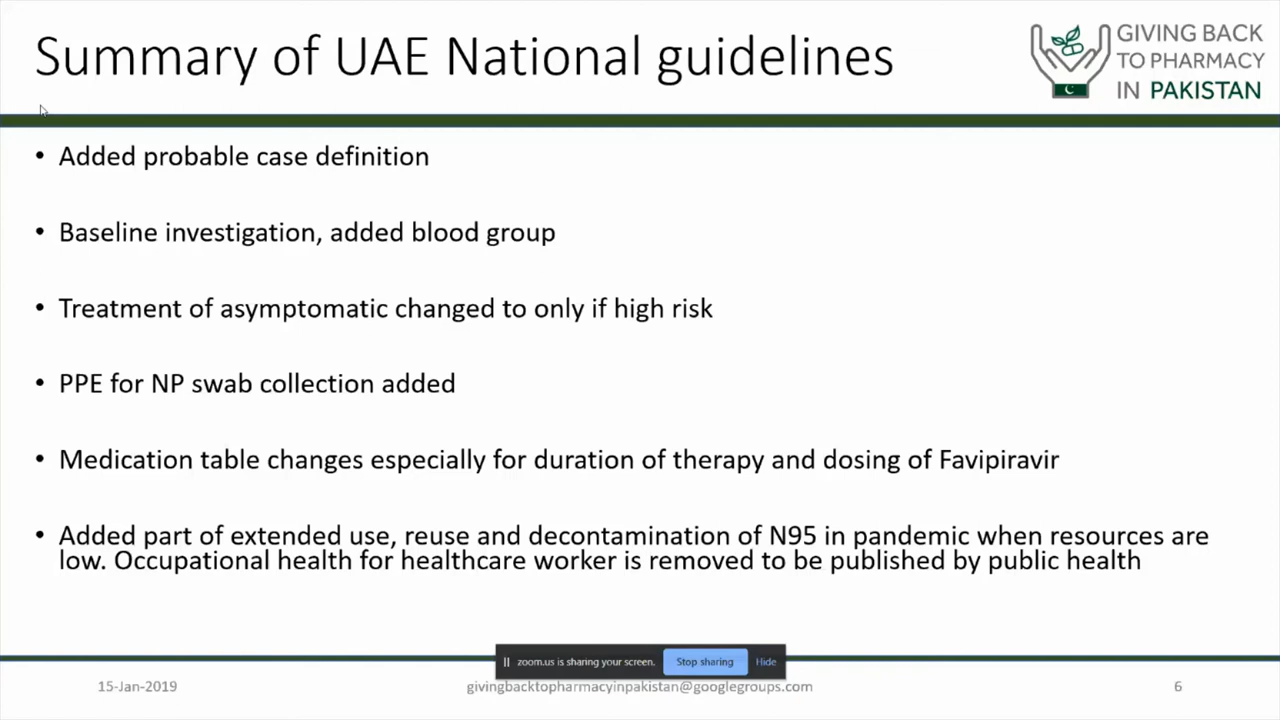 Summary of UAE National guidelines
GIVING BACK
TO PHARMACY
IN PAKISTAN
• Added probable case definition
• Baseline investigation, added blood group
• Treatment of asymptomatic changed to only if high risk
• PPE for NP swab collection added
• Medication table changes especially for duration of therapy and dosing of Favipiravir
• Added part of extended use, reuse and decontamination of N95 in pandemic when resources are
low. Occupational health for healthcare worker is removed to be published by public health
zoom.us is sharing your screen. Stop sharing Hide
15-Jan-2019 givingbacktopharmacyinpakistan@googlegroups.com 6